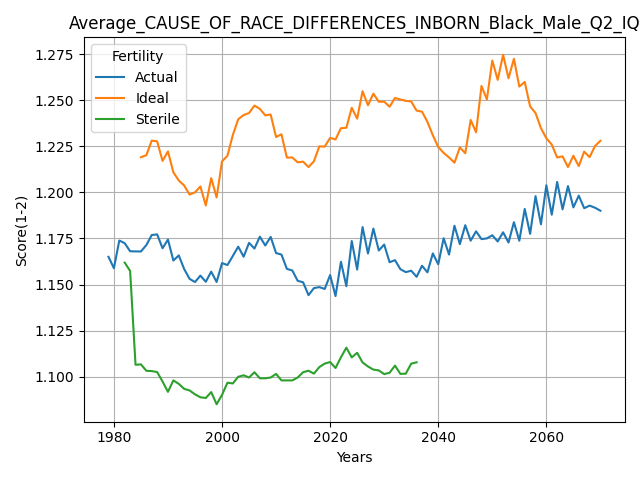 Average_CAUSE_OF_RACE_DIFFERENCES_INBORN_Black_Male_Q2_IQ
Fertility
Actual
Ideal
Sterile
Score(1-2)
1.275
1.250
1.225
1.200
1.175
1.150
1.125
1.100
1980
2000
2020
2040
2060
Years